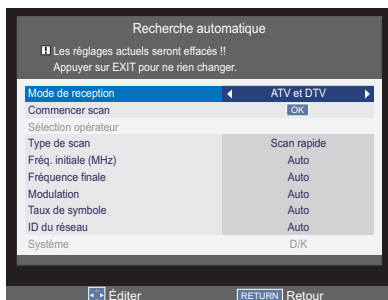 Recherche automatique
Les réglages actuels seront effacés !!
Appuyer sur EXIT pour ne rien changer.
Mode de reception ATV et DTV
Commencer scan OK
Sélection opérateur
Type de scan Scan rapide
Fréq. initiale (MHz) Auto
Fréquence finale Auto
Modulation Auto
Taux de symbole Auto
ID du réseau Auto
Système D/K
Éditer RETURN Retour